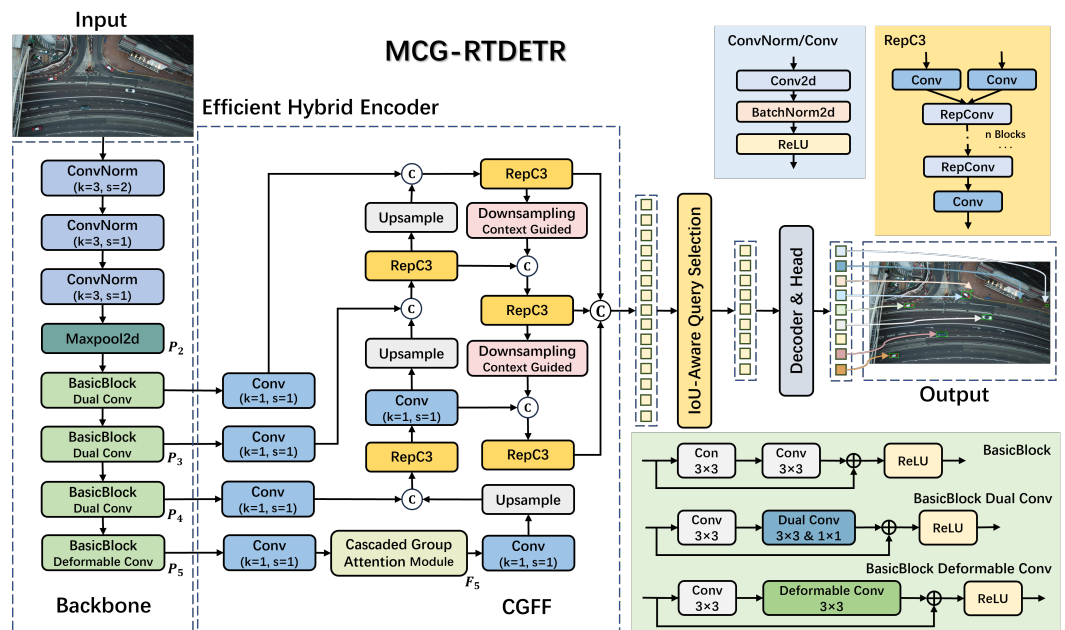 Input
MCG-RTDETR
Efficient Hybrid Encoder
ConvNorm
(k=3, s=2)
ConvNorm
(k=3, s=1)
ConvNorm
(k=3, s=1)
Maxpool2d
P2
BasicBlock
Dual Conv
BasicBlock
Dual Conv
P3
BasicBlock
Dual Conv
P4
BasicBlock
Deformable Conv
P5
Backbone
Conv
(k=1, s=1)
Conv
(k=1, s=1)
Conv
(k=1, s=1)
Conv
(k=1, s=1)
Cascaded Group
Attention Module
F5
C
Upsample
RepC3
C
Upsample
Conv
(k=1, s=1)
RepC3
C
RepC3
Downsampling
Context Guided
C
RepC3
Downsampling
Context Guided
C
RepC3
Upsample
Conv
(k=1, s=1)
CGFF
C
IoU-Aware Query Selection
Decoder & Head
Output
ConvNorm/Conv
Conv2d
BatchNorm2d
ReLU
RepC3
Conv
Conv
RepConv
n Blocks
...
RepConv
Conv
BasicBlock
Con
3×3
Conv
3×3
ReLU
BasicBlock Dual Conv
Conv
3×3
Dual Conv
3×3 & 1×1
ReLU
BasicBlock Deformable Conv
Conv
3×3
Deformable Conv
3×3
ReLU